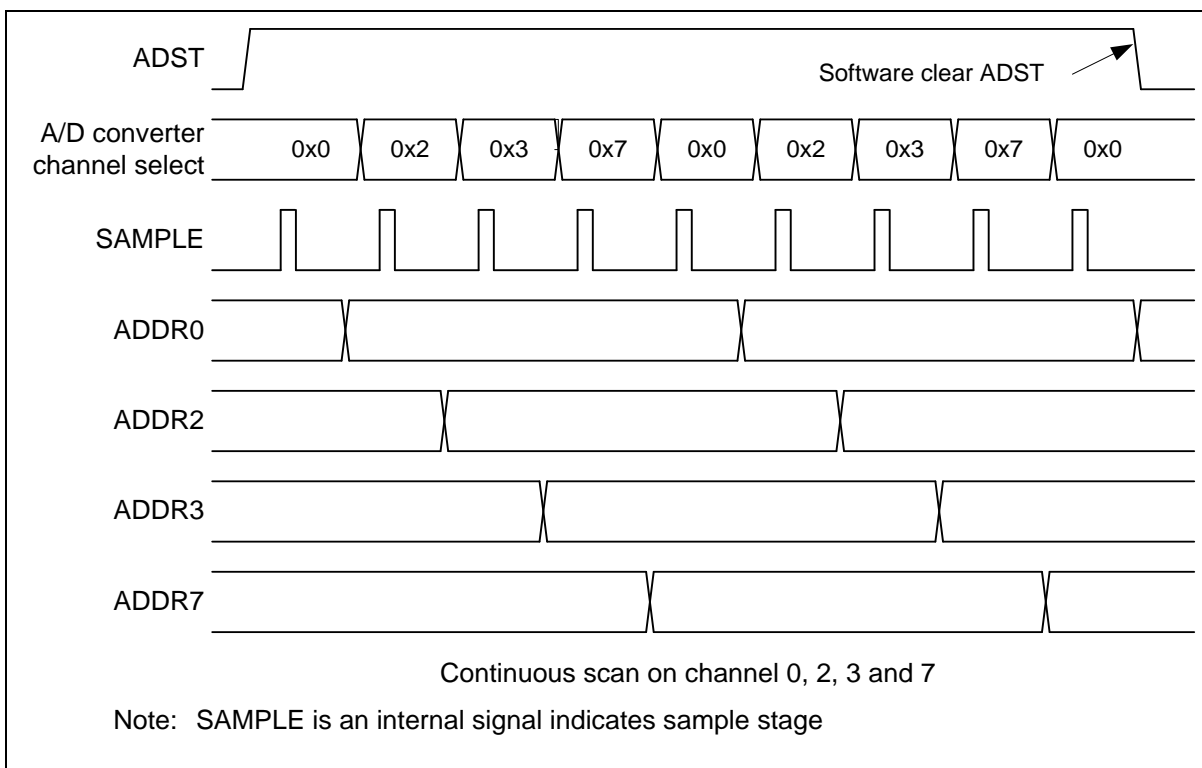 ADST
Software clear ADST
A/D converter
channel select
0x0 0x2 0x3 0x7 0x0 0x2 0x3 0x7 0x0
SAMPLE
ADDR0
ADDR2
ADDR3
ADDR7
Continuous scan on channel 0, 2, 3 and 7
Note: SAMPLE is an internal signal indicates sample stage